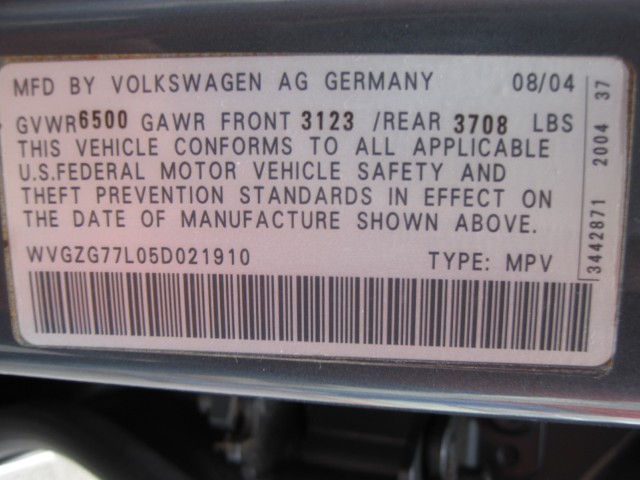 MFD BY VOLKSWAGEN AG GERMANY 08/04
GVWR 6500 GAWR FRONT 3123 /REAR 3708 LBS
THIS VEHICLE CONFORMS TO ALL APPLICABLE
U.S.FEDERAL MOTOR VEHICLE SAFETY AND
THEFT PREVENTION STANDARDS IN EFFECT ON
THE DATE OF MANUFACTURE SHOWN ABOVE.
WVGZG77L05D021910 TYPE: MPV
3442871 2004 37